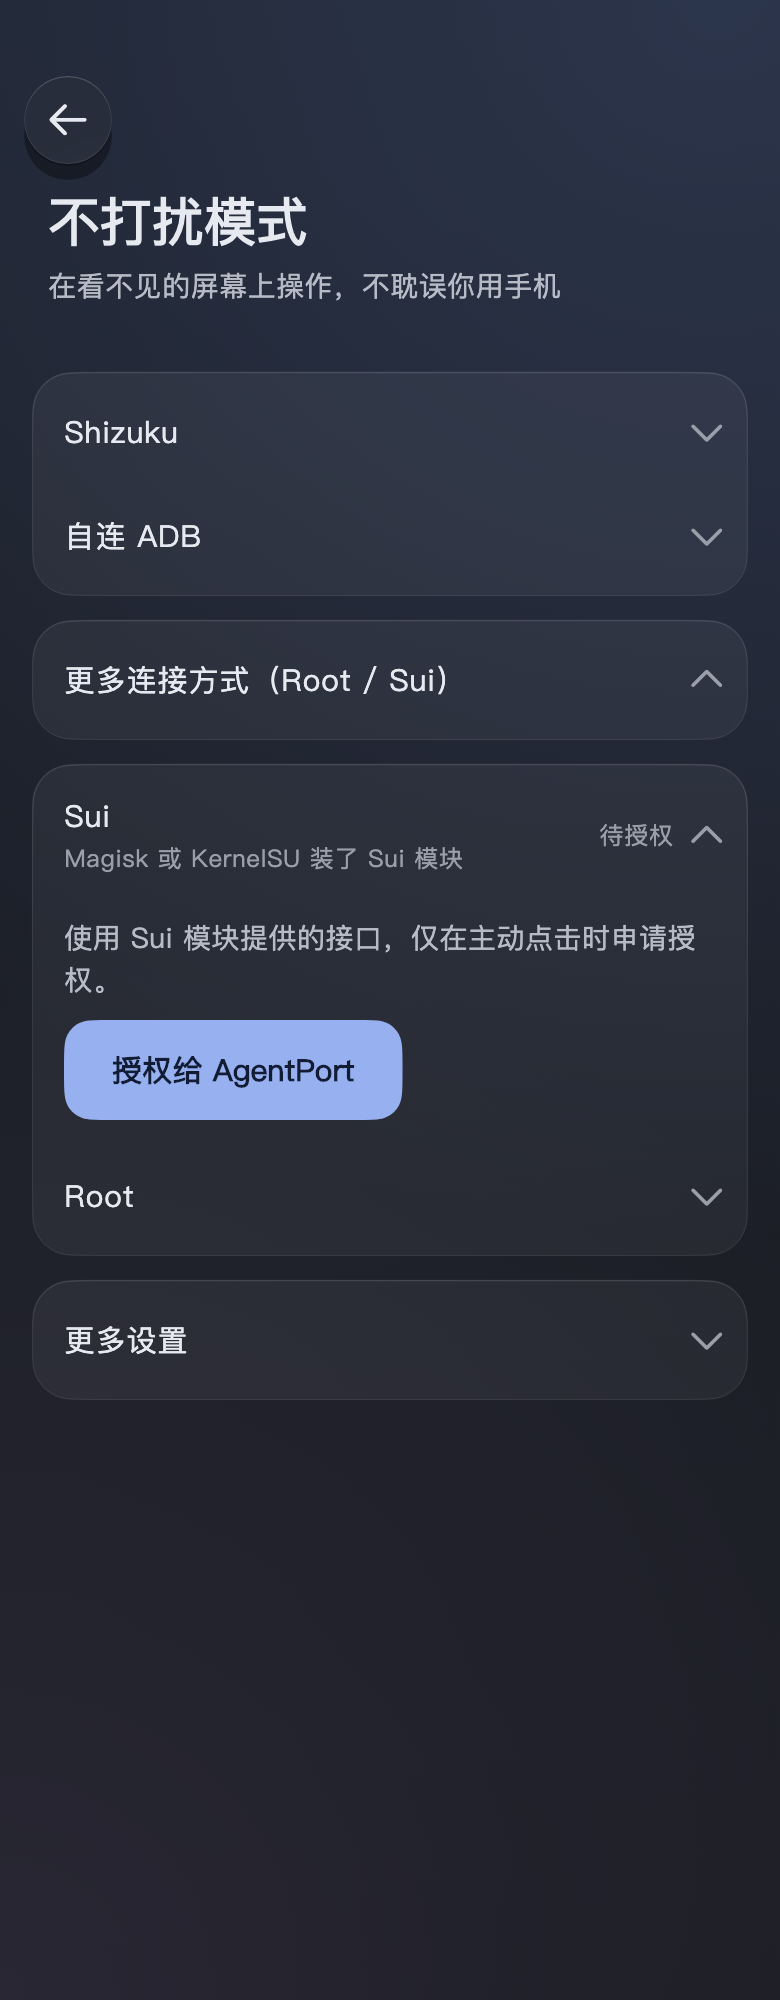 不打扰模式
在看不见的屏幕上操作，不耽误你用手机
Shizuku
自连 ADB
更多连接方式（Root / Sui）
Sui
待授权
Magisk 或 KernelSU 装了 Sui 模块
使用 Sui 模块提供的接口，仅在主动点击时申请授
权。
授权给 AgentPort
Root
更多设置